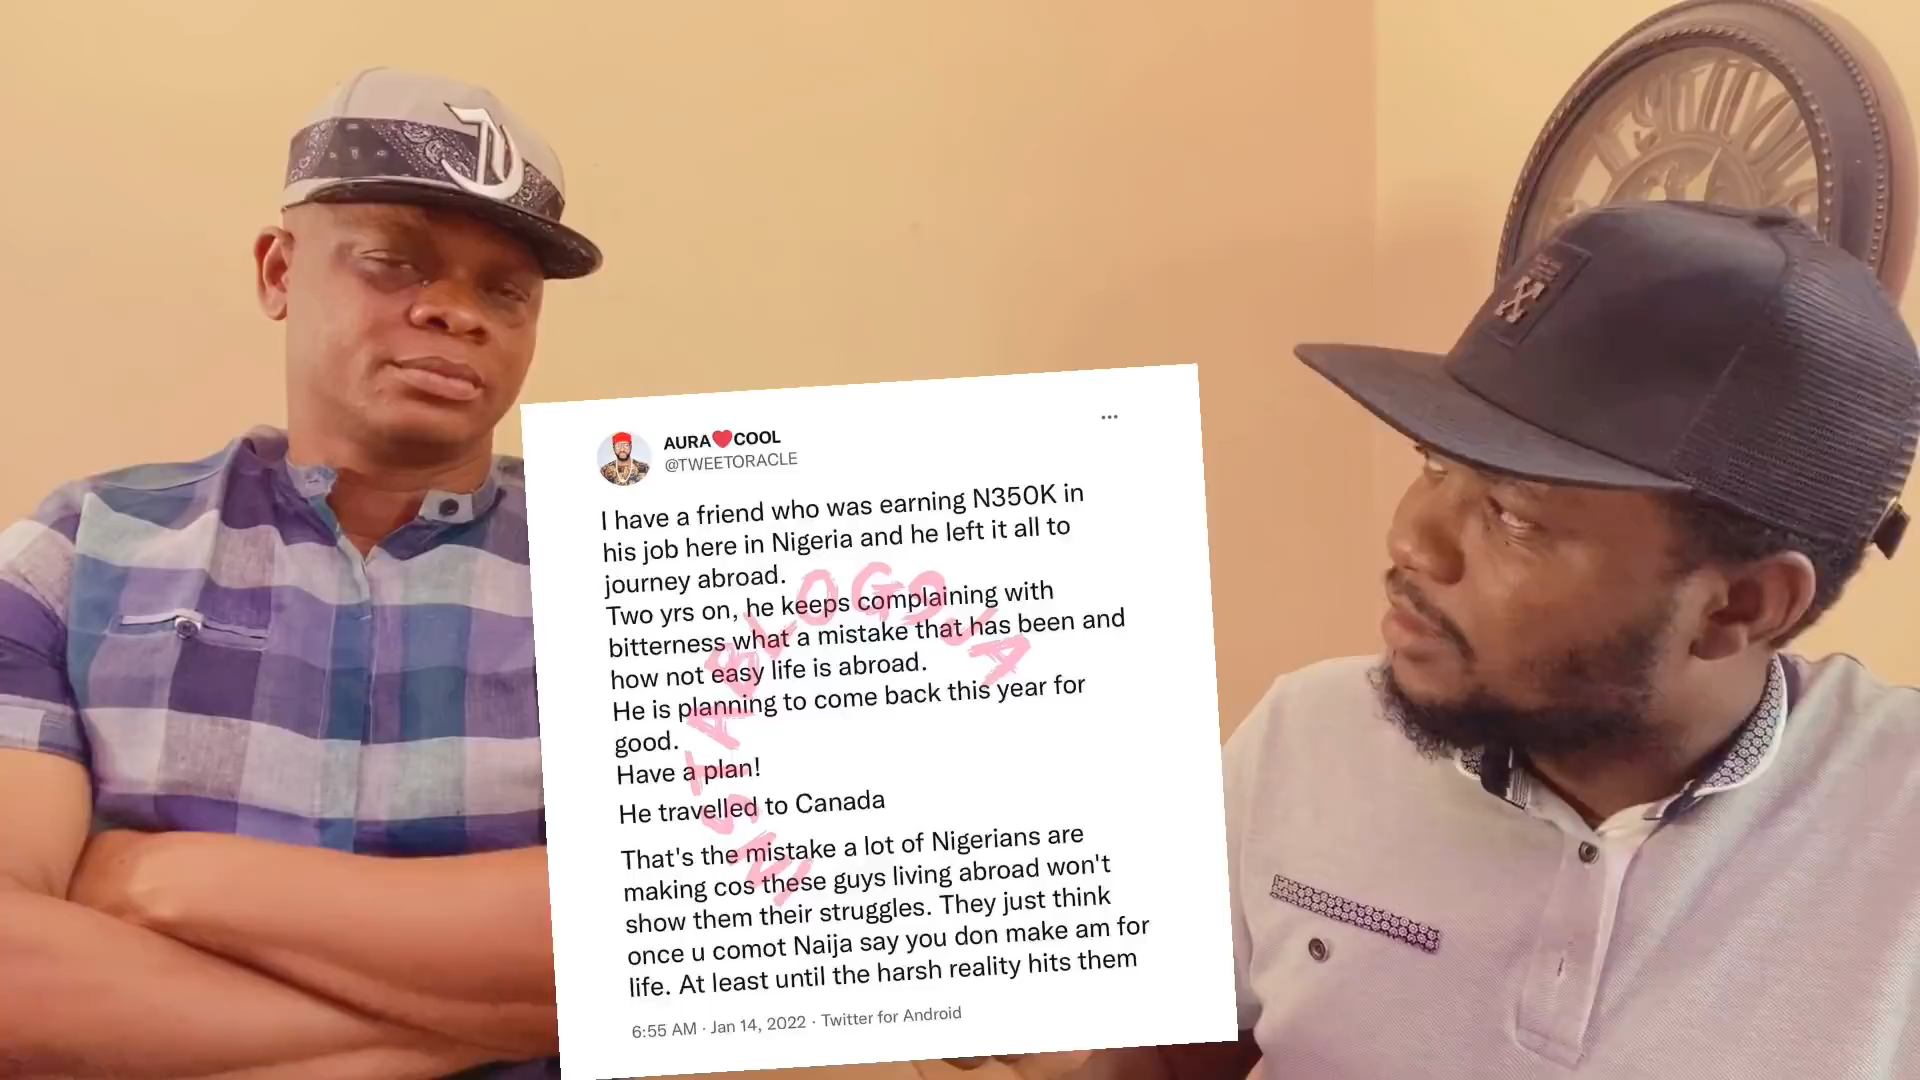 AURA❤️COOL
@TWEETORACLE
I have a friend who was earning N350K in
his job here in Nigeria and he left it all to
journey abroad.
Two yrs on, he keeps complaining with
bitterness what a mistake that has been and
how not easy life is abroad.
He is planning to come back this year for
good.
Have a plan!
He travelled to Canada
That's the mistake a lot of Nigerians are
making cos these guys living abroad won't
show them their struggles. They just think
once u comot Naija say you don make am for
life. At least until the harsh reality hits them
6:55 AM · Jan 14, 2022 · Twitter for Android
INSTABLOG9JA